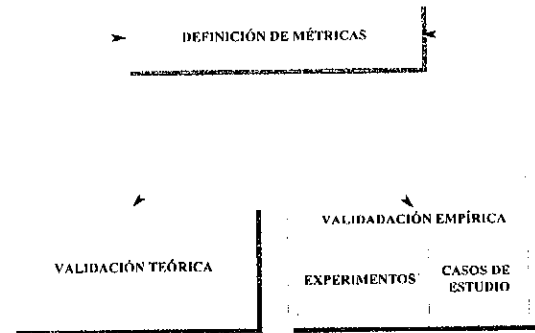 DEFINICIÓN DE MÉTRICAS
VALIDADACIÓN EMPÍRICA
VALIDACIÓN TEÓRICA
EXPERIMENTOS
CASOS DE
ESTUDIO